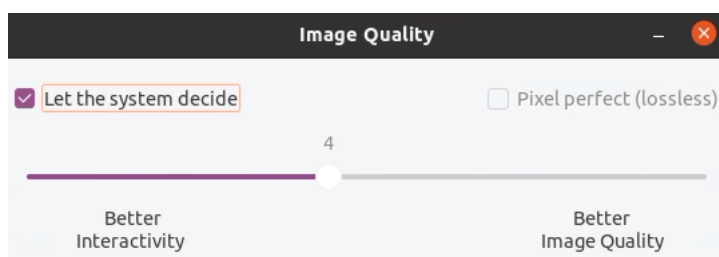 Image Quality
Let the system decide
Pixel perfect (lossless)
4
Better
Interactivity
Better
Image Quality